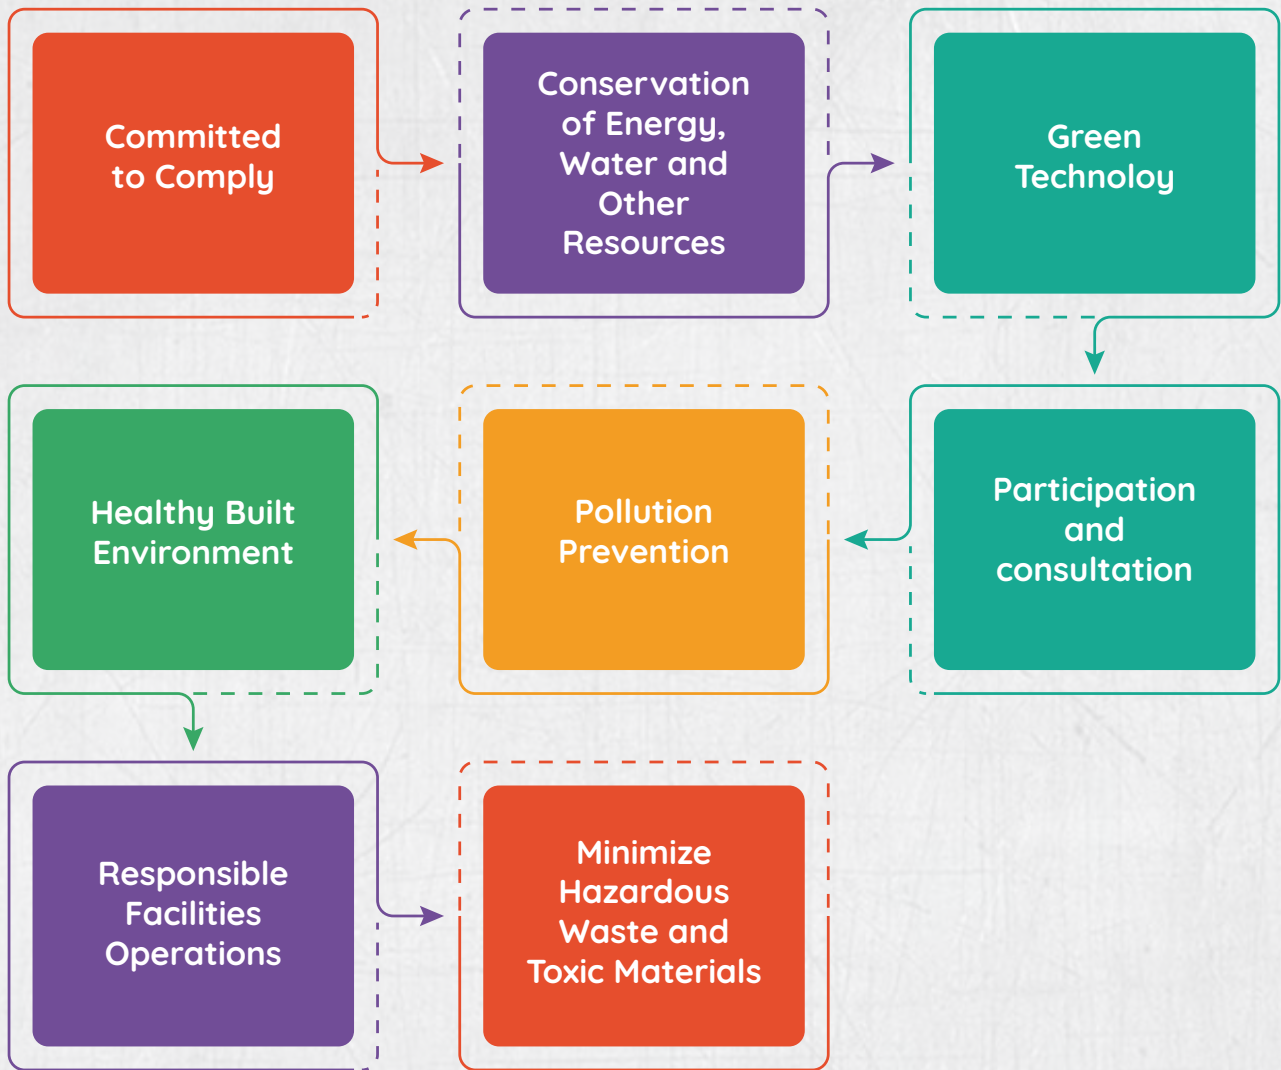 Committed
to Comply
Conservation
of Energy,
Water and
Other
Resources
Green
Technoloy
Participation
and
consultation
Pollution
Prevention
Healthy Built
Environment
Responsible
Facilities
Operations
Minimize
Hazardous
Waste and
Toxic Materials